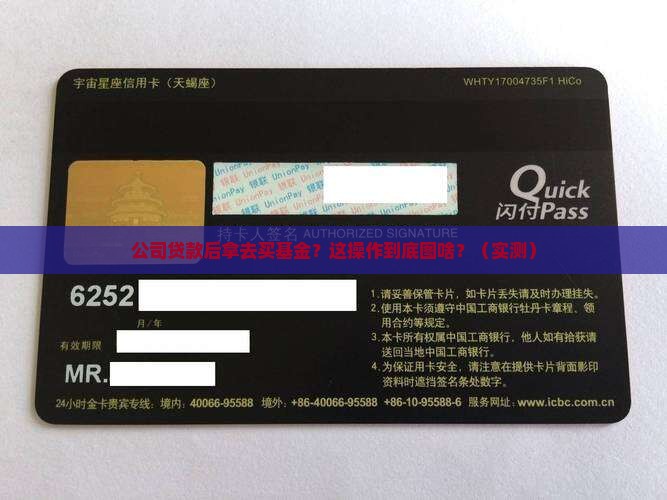 宇宙星座信用卡（天蝎座）
WHTY17004735F1 HiCo
银联 UnionPay 银联 UnionPay
Quick
闪付Pass
持卡人签名 AUTHORIZED SIGNATURE
公司贷款后拿去买基金？这操作到底图啥？（实测）
6252
月/年
有效期限
MR.
1.请妥善保管卡片，如卡片丢失请及时办理挂失。
2.使用本卡须遵守中国工商银行牡丹卡章程、领
用合约等规定。
3.本卡所有权属中国工商银行，他人如有拾获请
送回当地中国工商银行。
4.为保证用卡安全，请注意在提供卡片背面影印
资料时遮挡签名条处数字。
24小时金卡贵宾专线：境内：40066-95588 境外：+86-40066-95588 +86-10-95588-6 服务网址：www.icbc.com.cn